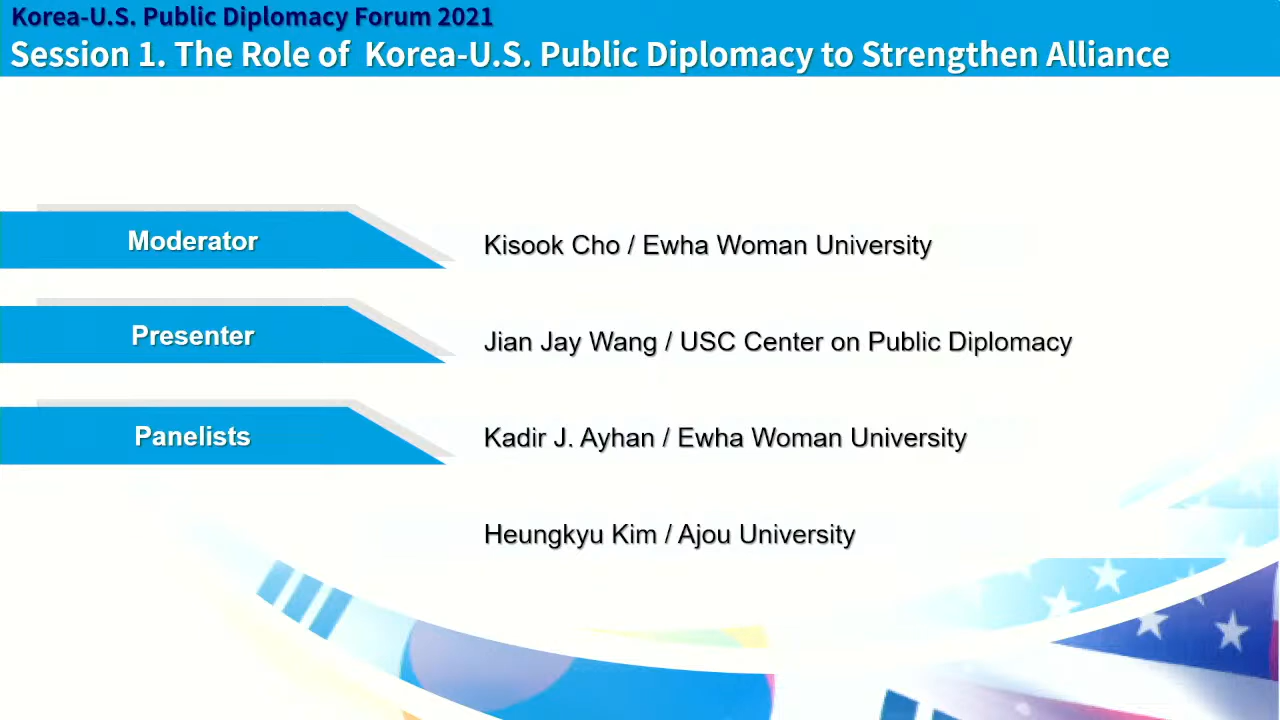 Korea-U.S. Public Diplomacy Forum 2021
Session 1. The Role of Korea-U.S. Public Diplomacy to Strengthen Alliance
Moderator
Kisook Cho / Ewha Woman University
Presenter
Jian Jay Wang / USC Center on Public Diplomacy
Panelists
Kadir J. Ayhan / Ewha Woman University
Heungkyu Kim / Ajou University